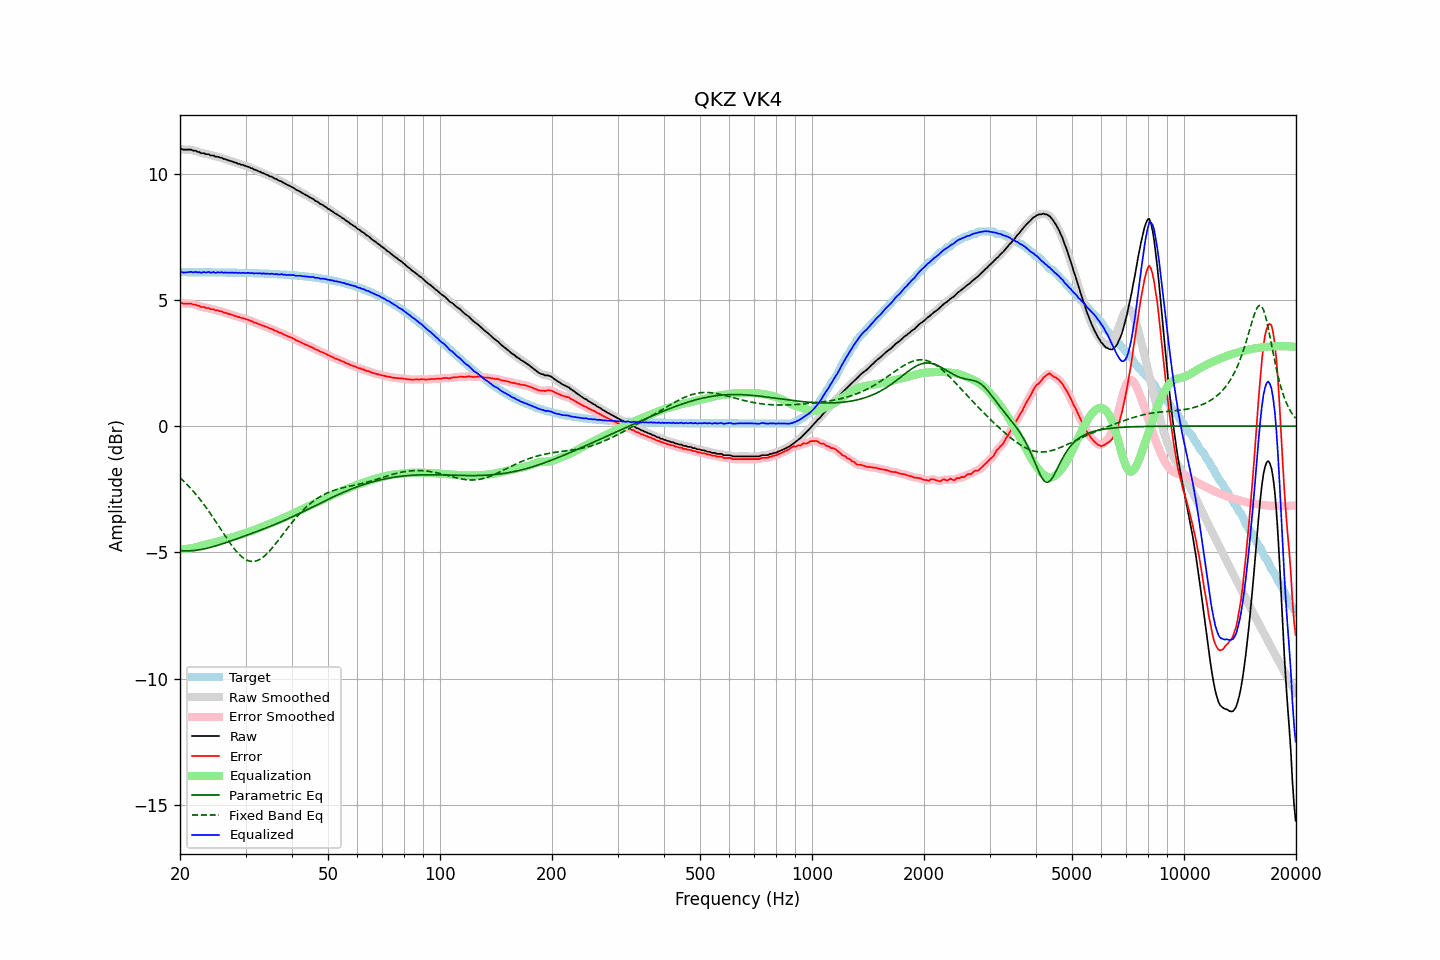 QKZ VK4
Amplitude (dBr)
10
5
0
−5
−10
−15
Target
Raw Smoothed
Error Smoothed
Raw
Error
Equalization
Parametric Eq
Fixed Band Eq
Equalized
20 50 100 200 500 1000 2000 5000 10000 20000
Frequency (Hz)